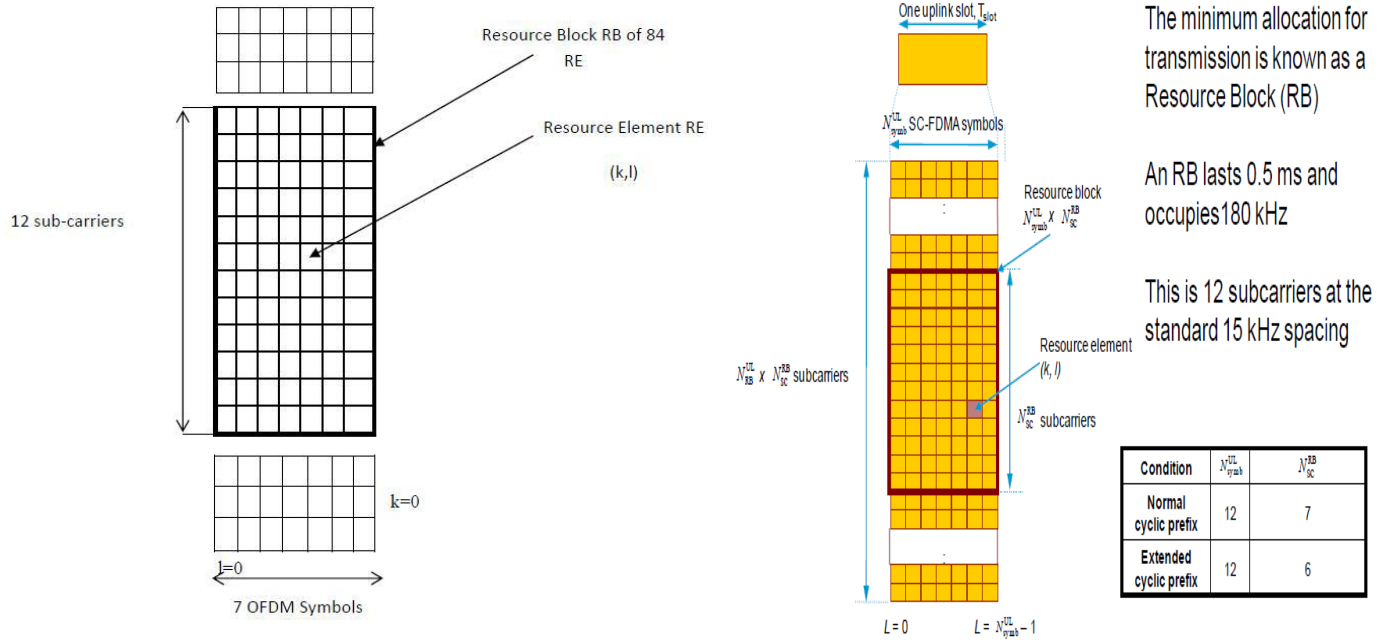 Resource Block RB of 84
RE
Resource Element RE
(k,l)
12 sub-carriers
k=0
l=0
7 OFDM Symbols
One uplink slot, T_slot
N_symb^UL SC-FDMA symbols
Resource block
N_symb^UL x N_SC^RB
Resource element
(k, l)
N_RB^UL x N_SC^RB subcarriers
N_SC^RB subcarriers
L = 0
L = N_symb^UL – 1
The minimum allocation for
transmission is known as a
Resource Block (RB)
An RB lasts 0.5 ms and
occupies180 kHz
This is 12 subcarriers at the
standard 15 kHz spacing
Condition N_symb^UL N_SC^RB
Normal
cyclic prefix 12 7
Extended
cyclic prefix 12 6